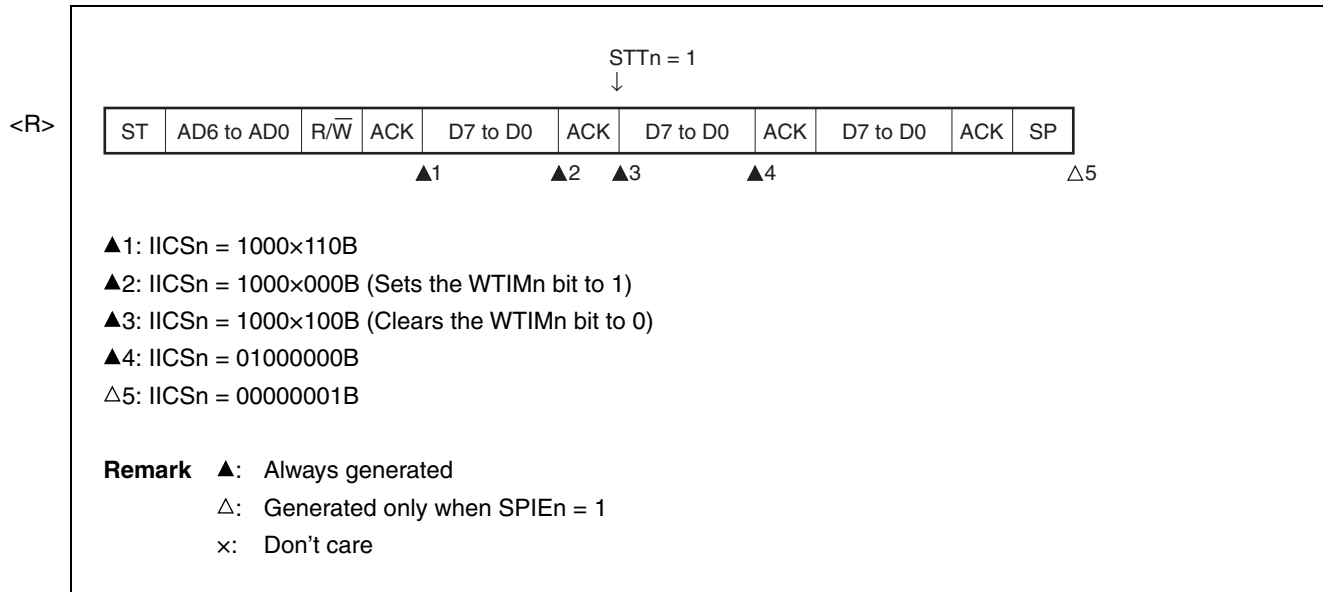 STTn = 1
↓
<R>
ST AD6 to AD0 R/W̅ ACK D7 to D0 ACK D7 to D0 ACK D7 to D0 ACK SP
▲1 ▲2 ▲3 ▲4 △5
▲1: IICSn = 1000×110B
▲2: IICSn = 1000×000B (Sets the WTIMn bit to 1)
▲3: IICSn = 1000×100B (Clears the WTIMn bit to 0)
▲4: IICSn = 01000000B
△5: IICSn = 00000001B
Remark ▲: Always generated
△: Generated only when SPIEn = 1
×: Don't care